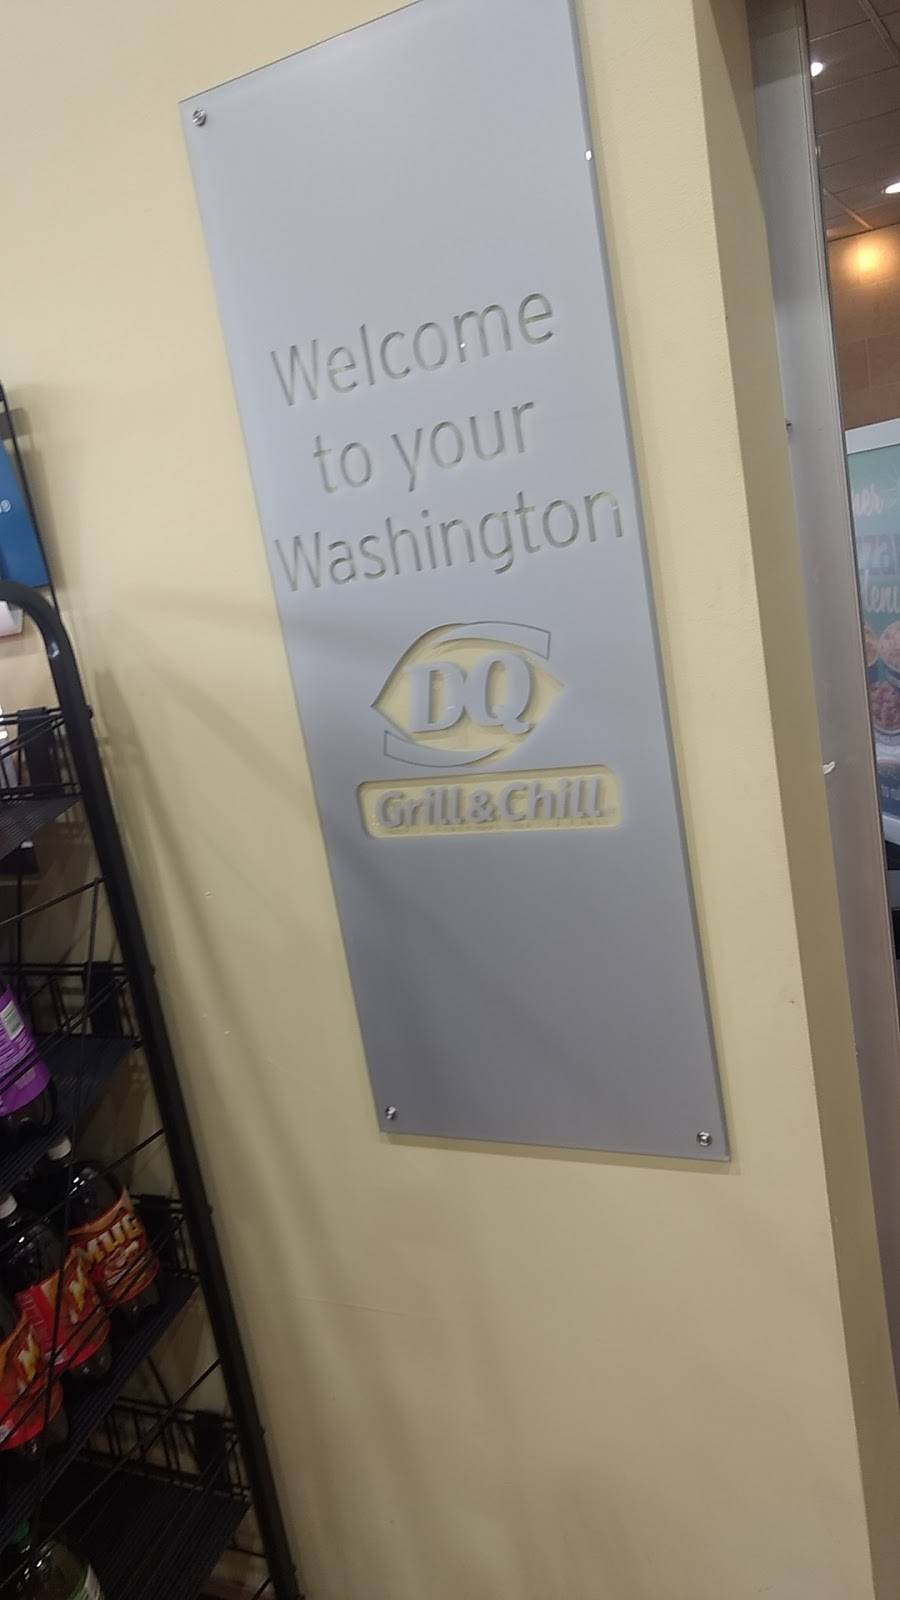 Welcome
to your
Washington
DQ
Grill & Chill
MUG